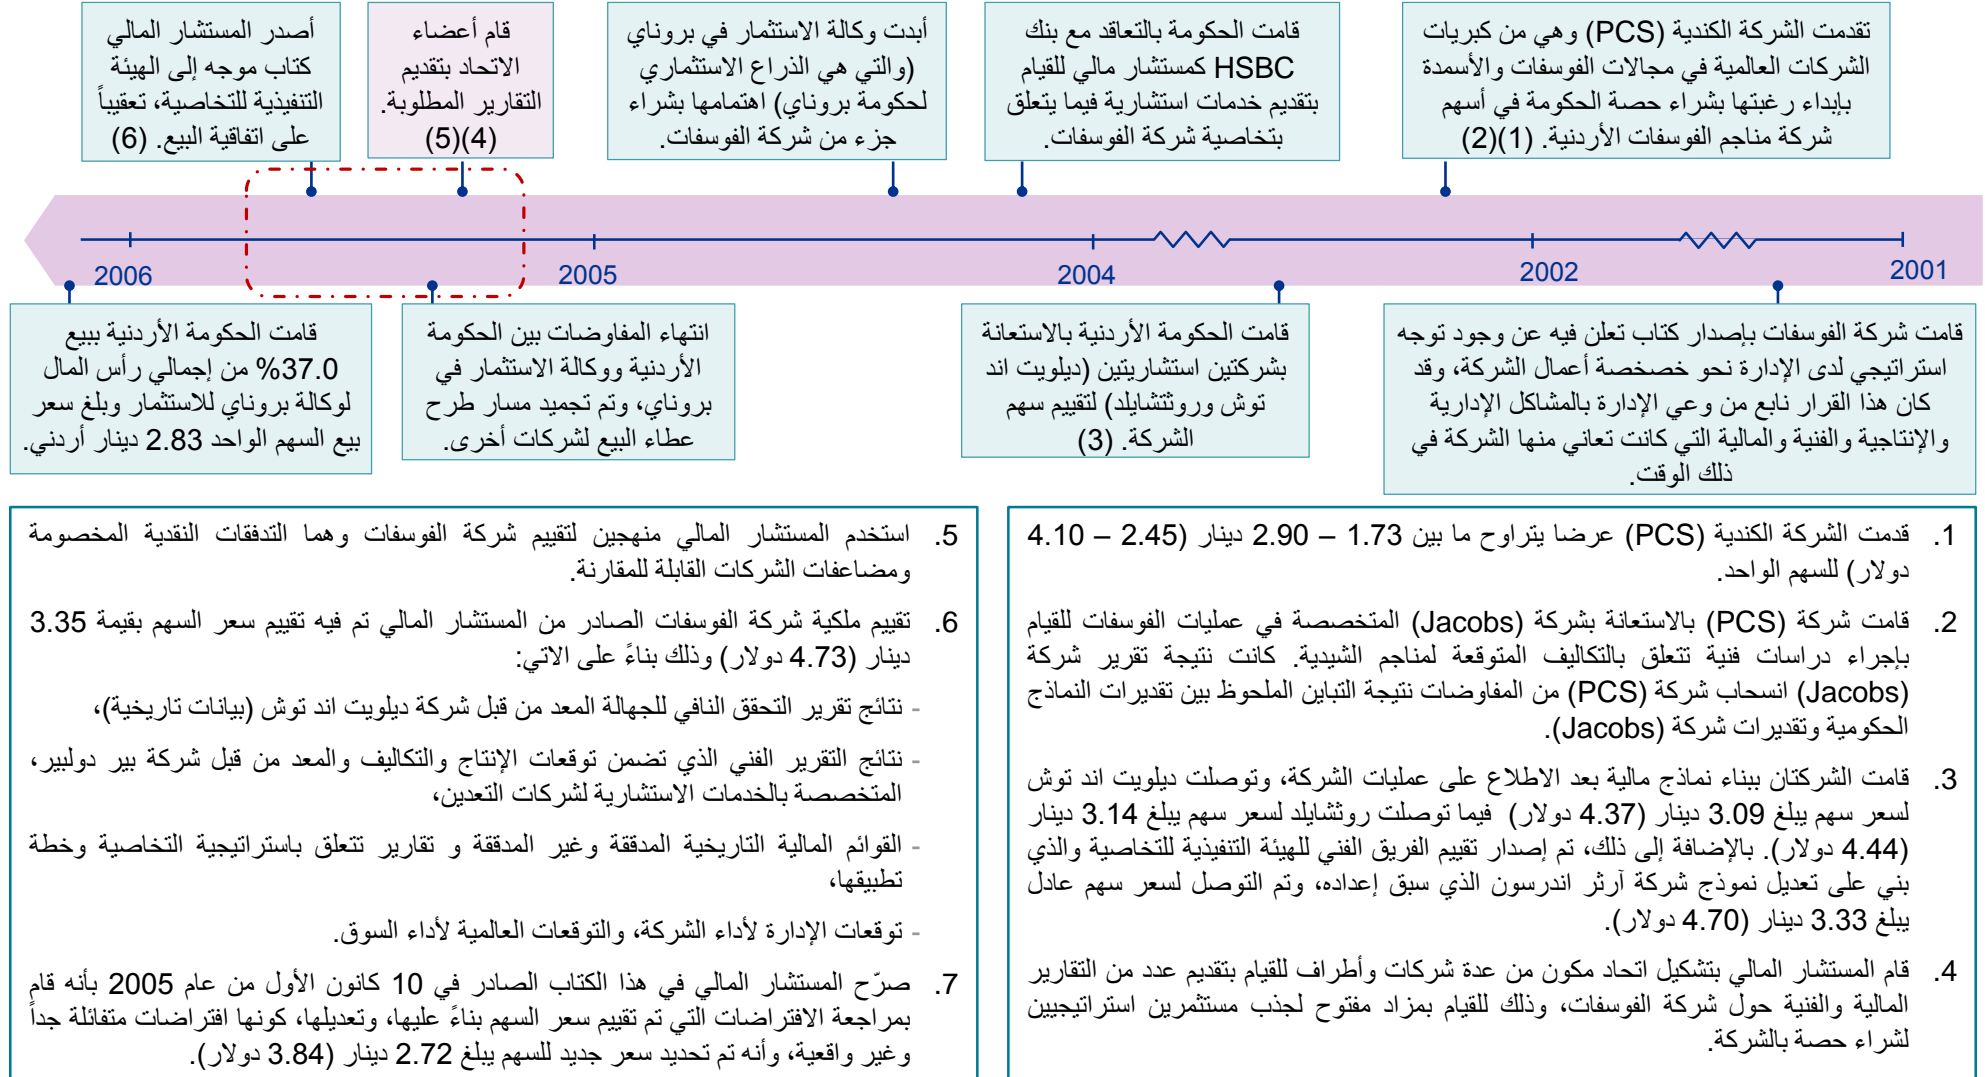 تقدمت الشركة الكندية (PCS) وهي من كبريات
الشركات العالمية في مجالات الفوسفات والأسمدة
بإبداء رغبتها بشراء حصة الحكومة في أسهم
شركة مناجم الفوسفات الأردنية. (1)(2)
قامت الحكومة بالتعاقد مع بنك
HSBC كمستشار مالي للقيام
بتقديم خدمات استشارية فيما يتعلق
بتخاصية شركة الفوسفات.
أبدت وكالة الاستثمار في بروناي
(والتي هي الذراع الاستثماري
لحكومة بروناي) اهتمامها بشراء
جزء من شركة الفوسفات.
قام أعضاء
الاتحاد بتقديم
التقارير المطلوبة.
(4)(5)
أصدر المستشار المالي
كتاب موجه إلى الهيئة
التنفيذية للتخاصية، تعقيباً
على اتفاقية البيع. (6)
2001
2002
2004
2005
2006
قامت شركة الفوسفات بإصدار كتاب تعلن فيه عن وجود توجه
استراتيجي لدى الإدارة نحو خصخصة أعمال الشركة، وقد
كان هذا القرار نابع من وعي الإدارة بالمشاكل الإدارية
والإنتاجية والفنية والمالية التي كانت تعاني منها الشركة في
ذلك الوقت.
قامت الحكومة الأردنية بالاستعانة
بشركتين استشاريتين (ديلويت اند
توش وروثتشايلد) لتقييم سهم
الشركة. (3)
انتهاء المفاوضات بين الحكومة
الأردنية ووكالة الاستثمار في
بروناي، وتم تجميد مسار طرح
عطاء البيع لشركات أخرى.
قامت الحكومة الأردنية ببيع
37.0% من إجمالي رأس المال
لوكالة بروناي للاستثمار وبلغ سعر
بيع السهم الواحد 2.83 دينار أردني.
1. قدمت الشركة الكندية (PCS) عرضا يتراوح ما بين 1.73 – 2.90 دينار (2.45 – 4.10
دولار) للسهم الواحد.
2. قامت شركة (PCS) بالاستعانة بشركة (Jacobs) المتخصصة في عمليات الفوسفات للقيام
بإجراء دراسات فنية تتعلق بالتكاليف المتوقعة لمناجم الشيدية. كانت نتيجة تقرير شركة
(Jacobs) انسحاب شركة (PCS) من المفاوضات نتيجة التباين الملحوظ بين تقديرات النماذج
الحكومية وتقديرات شركة (Jacobs).
3. قامت الشركتان ببناء نماذج مالية بعد الاطلاع على عمليات الشركة، وتوصلت ديلويت اند توش
لسعر سهم يبلغ 3.09 دينار (4.37 دولار) فيما توصلت روثشايلد لسعر سهم يبلغ 3.14 دينار
(4.44 دولار). بالإضافة إلى ذلك، تم إصدار تقييم الفريق الفني للهيئة التنفيذية للتخاصية والذي
بني على تعديل نموذج شركة آرثر اندرسون الذي سبق إعداده، وتم التوصل لسعر سهم عادل
يبلغ 3.33 دينار (4.70 دولار).
4. قام المستشار المالي بتشكيل اتحاد مكون من عدة شركات وأطراف للقيام بتقديم عدد من التقارير
المالية والفنية حول شركة الفوسفات، وذلك للقيام بمزاد مفتوح لجذب مستثمرين استراتيجيين
لشراء حصة بالشركة.
5. استخدم المستشار المالي منهجين لتقييم شركة الفوسفات وهما التدفقات النقدية المخصومة
ومضاعفات الشركات القابلة للمقارنة.
6. تقييم ملكية شركة الفوسفات الصادر من المستشار المالي تم فيه تقييم سعر السهم بقيمة 3.35
دينار (4.73 دولار) وذلك بناءً على الاتي:
- نتائج تقرير التحقق النافي للجهالة المعد من قبل شركة ديلويت اند توش (بيانات تاريخية)،
- نتائج التقرير الفني الذي تضمن توقعات الإنتاج والتكاليف والمعد من قبل شركة بير دولبير،
المتخصصة بالخدمات الاستشارية لشركات التعدين،
- القوائم المالية التاريخية المدققة وغير المدققة و تقارير تتعلق باستراتيجية التخاصية وخطة
تطبيقها،
- توقعات الإدارة لأداء الشركة، والتوقعات العالمية لأداء السوق.
7. صرّح المستشار المالي في هذا الكتاب الصادر في 10 كانون الأول من عام 2005 بأنه قام
بمراجعة الافتراضات التي تم تقييم سعر السهم بناءً عليها، وتعديلها، كونها افتراضات متفائلة جداً
وغير واقعية، وأنه تم تحديد سعر جديد للسهم يبلغ 2.72 دينار (3.84 دولار).